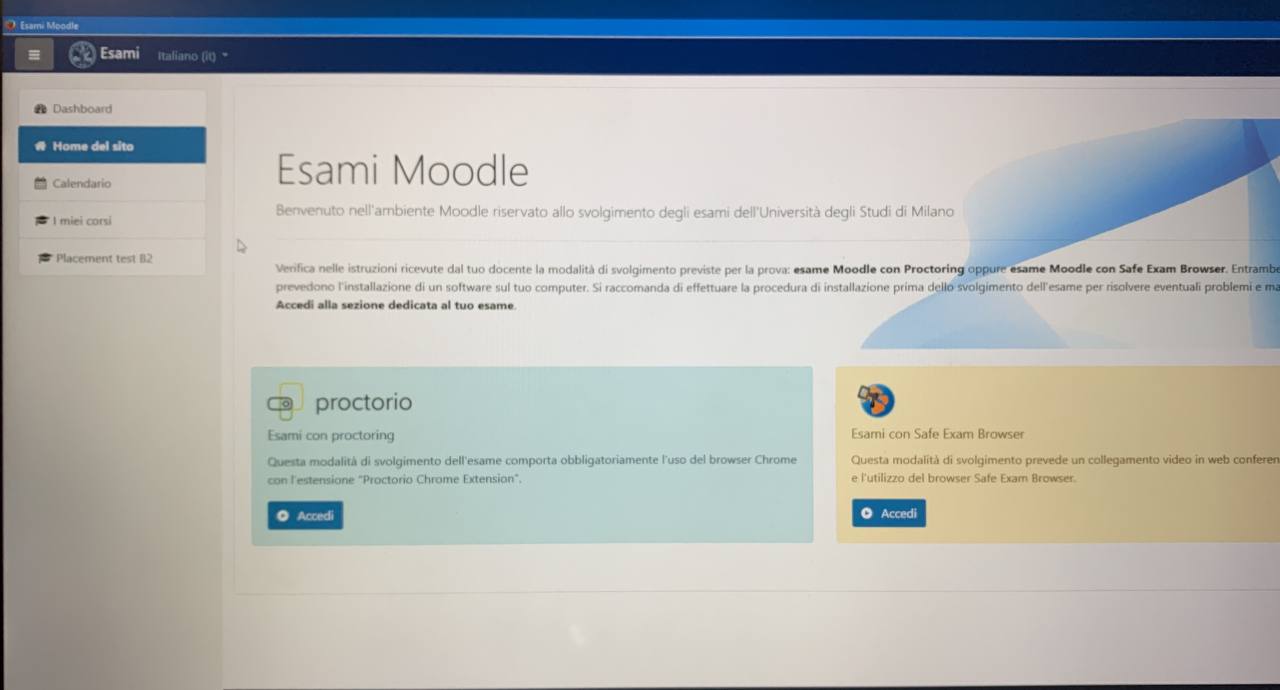 Esami Moodle
Esami Italiano (it)
Dashboard
Home del sito
Calendario
I miei corsi
Placement test B2
Esami Moodle
Benvenuto nell'ambiente Moodle riservato allo svolgimento degli esami dell'Università degli Studi di Milano
Verifica nelle istruzioni ricevute dal tuo docente la modalità di svolgimento previste per la prova: esame Moodle con Proctoring oppure esame Moodle con Safe Exam Browser. Entrambe
prevedono l'installazione di un software sul tuo computer. Si raccomanda di effettuare la procedura di installazione prima dello svolgimento dell'esame per risolvere eventuali problemi e
Accedi alla sezione dedicata al tuo esame.
proctorio
Esami con proctoring
Questa modalità di svolgimento dell'esame comporta obbligatoriamente l'uso del browser Chrome
con l'estensione "Proctorio Chrome Extension".
Accedi
Esami con Safe Exam Browser
Questa modalità di svolgimento prevede un collegamento video in web
e l'utilizzo del browser Safe Exam Browser.
Accedi